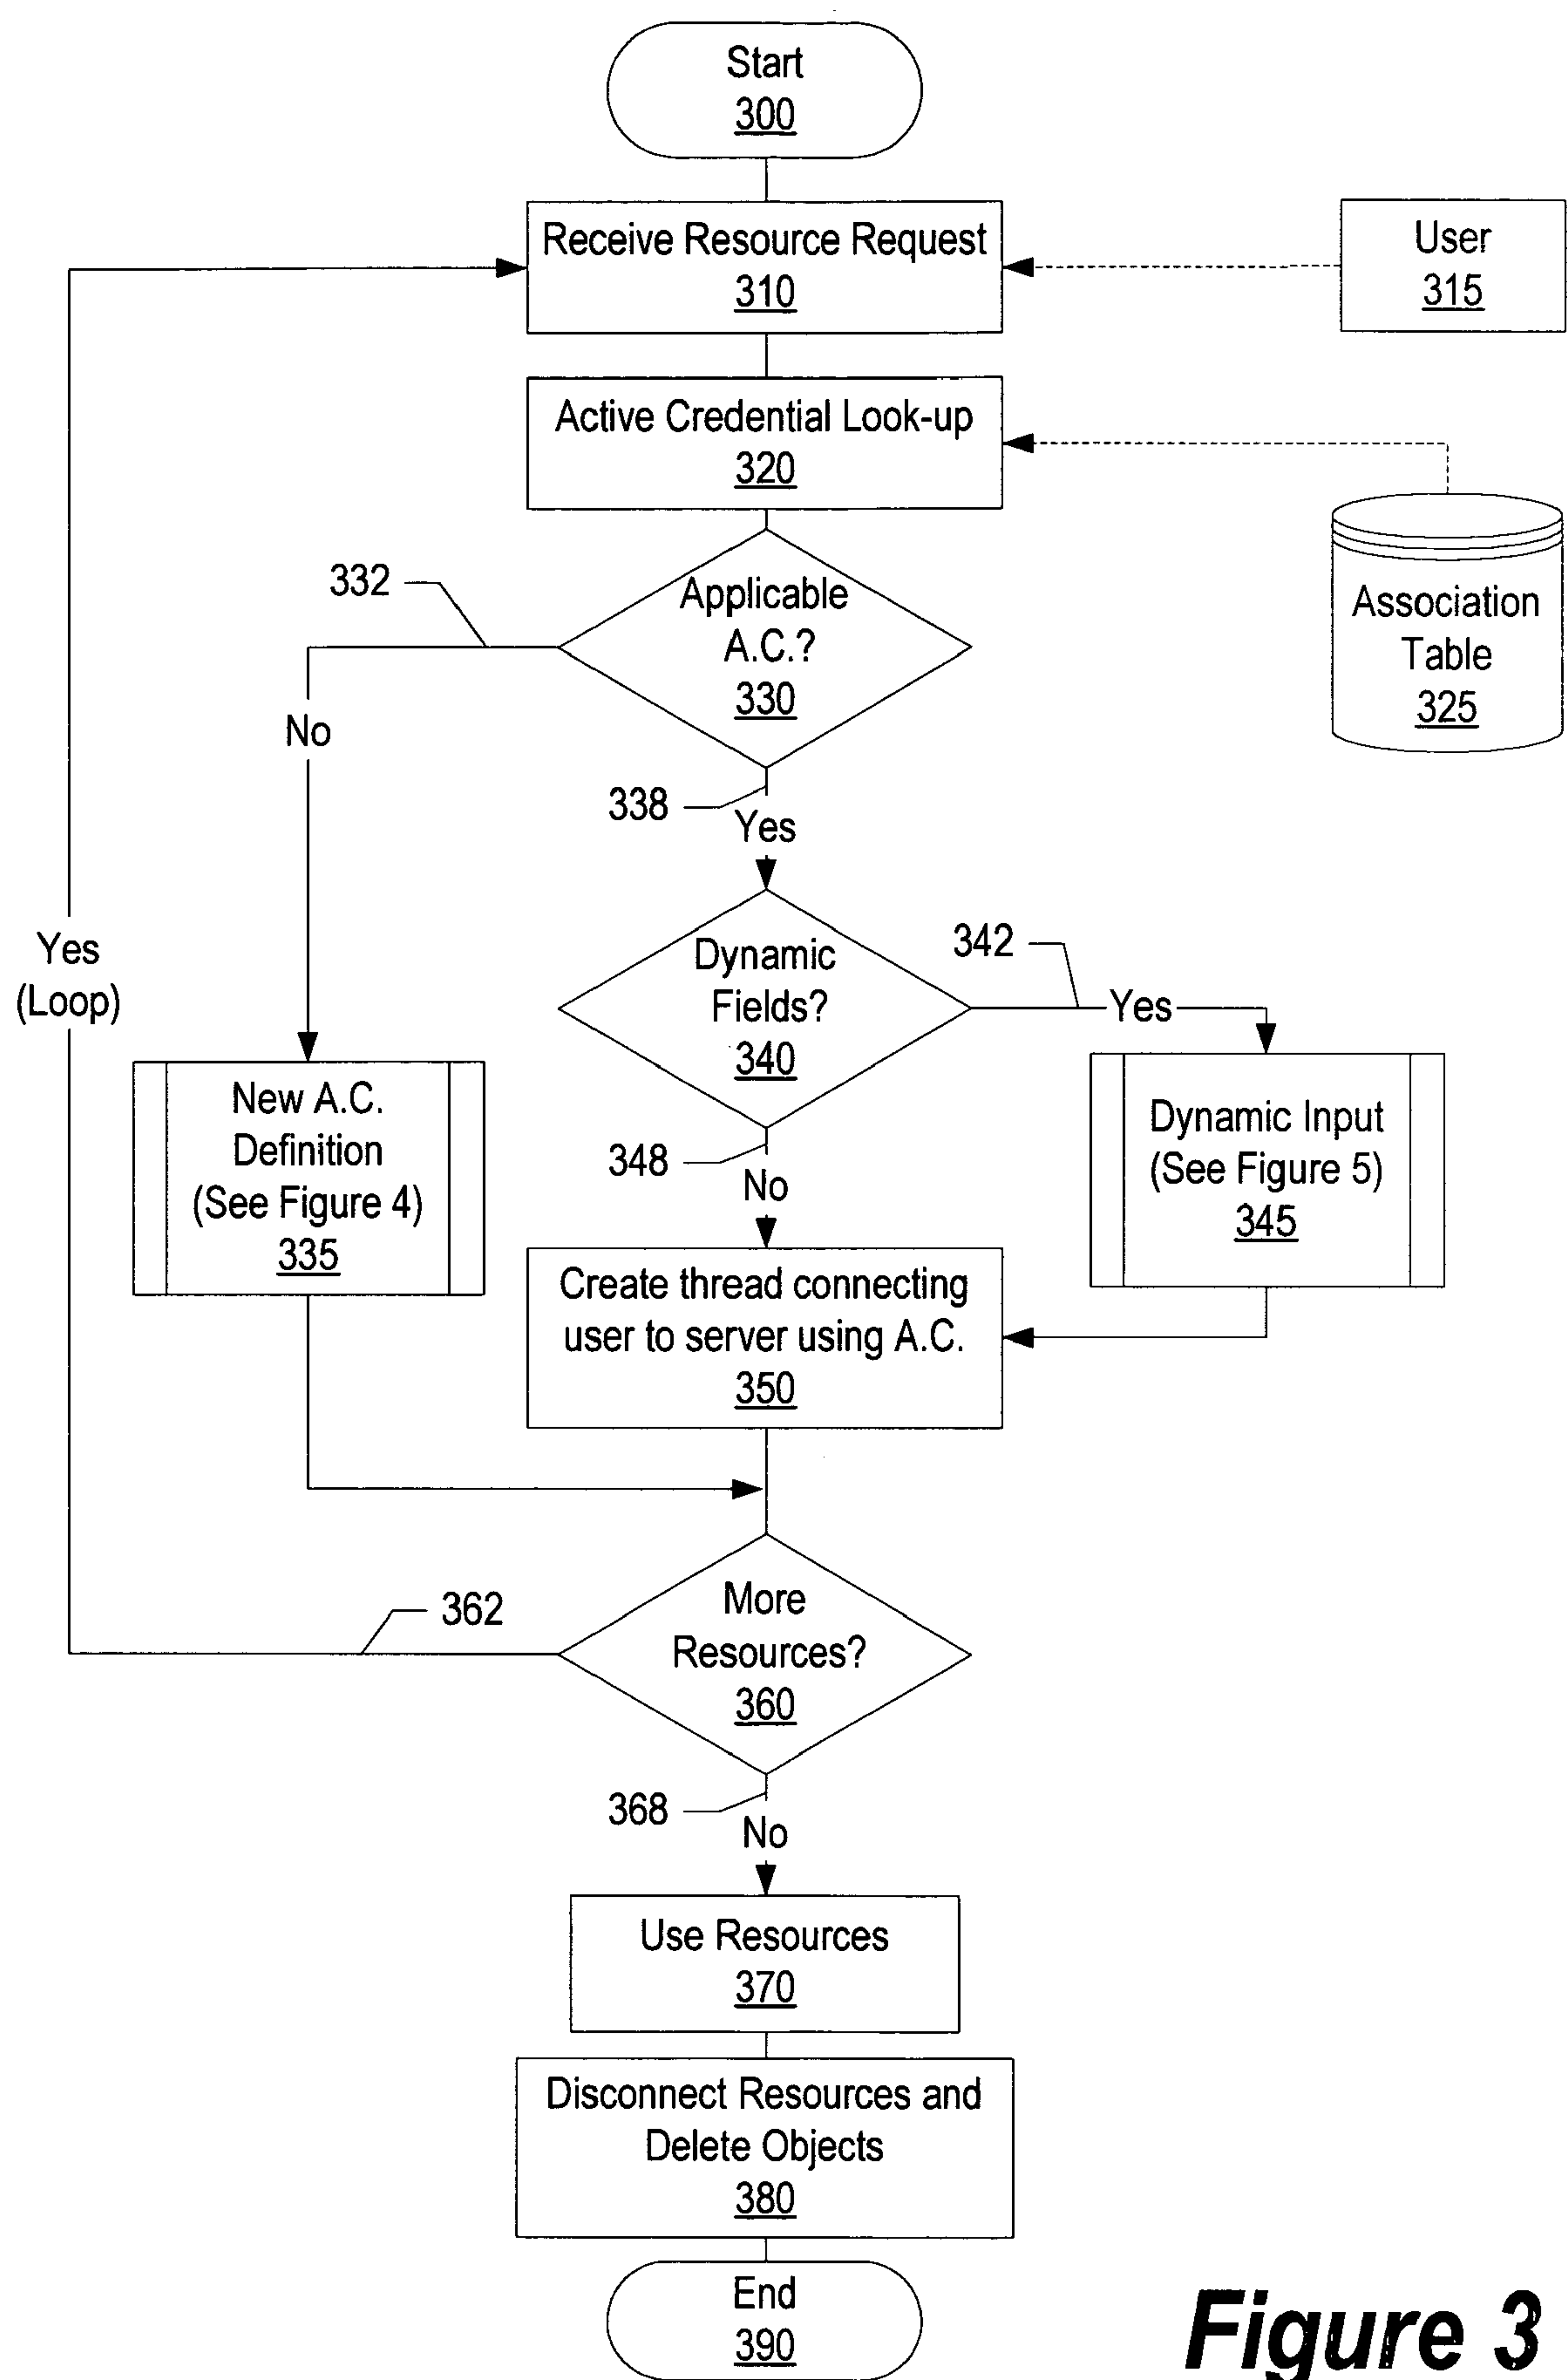 Start
300
Receive Resource Request
310
User
315
Active Credential Look-up
320
Association
Table
325
332
Applicable
A.C.?
330
No
338
Yes
Yes
(Loop)
Dynamic
Fields?
340
342
Yes
New A.C.
Definition
(See Figure 4)
335
Dynamic Input
(See Figure 5)
345
348
No
Create thread connecting
user to server using A.C.
350
362
More
Resources?
360
368
No
Use Resources
370
Disconnect Resources and
Delete Objects
380
End
390
Figure 3